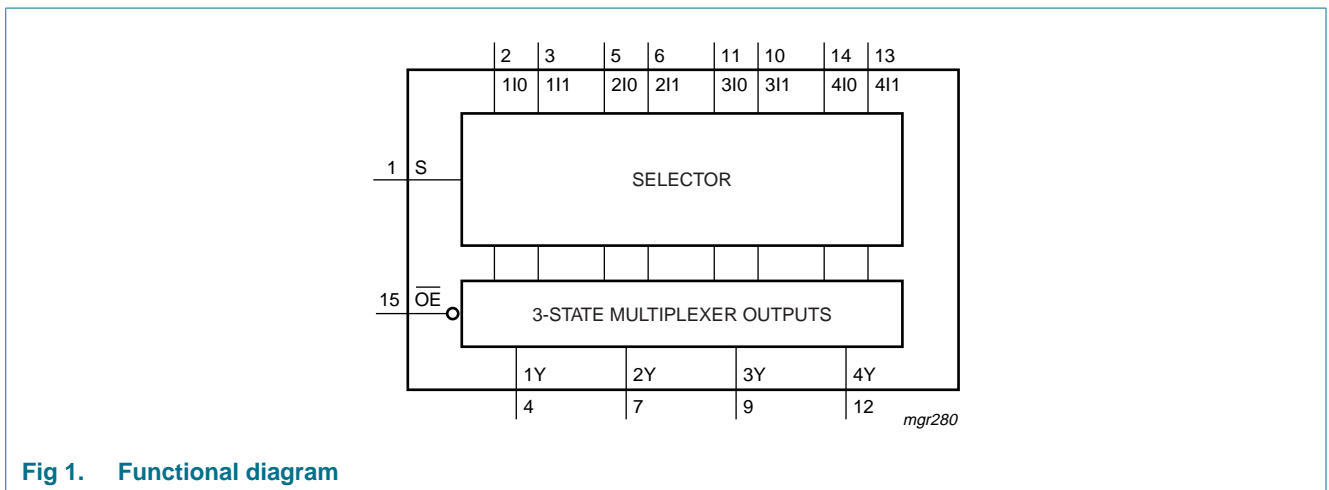 2 3 5 6 11 10 14 13
1I0 1I1 2I0 2I1 3I0 3I1 4I0 4I1
1 S
SELECTOR
15 OE
3-STATE MULTIPLEXER OUTPUTS
1Y 2Y 3Y 4Y
4 7 9 12
mgr280
Fig 1. Functional diagram